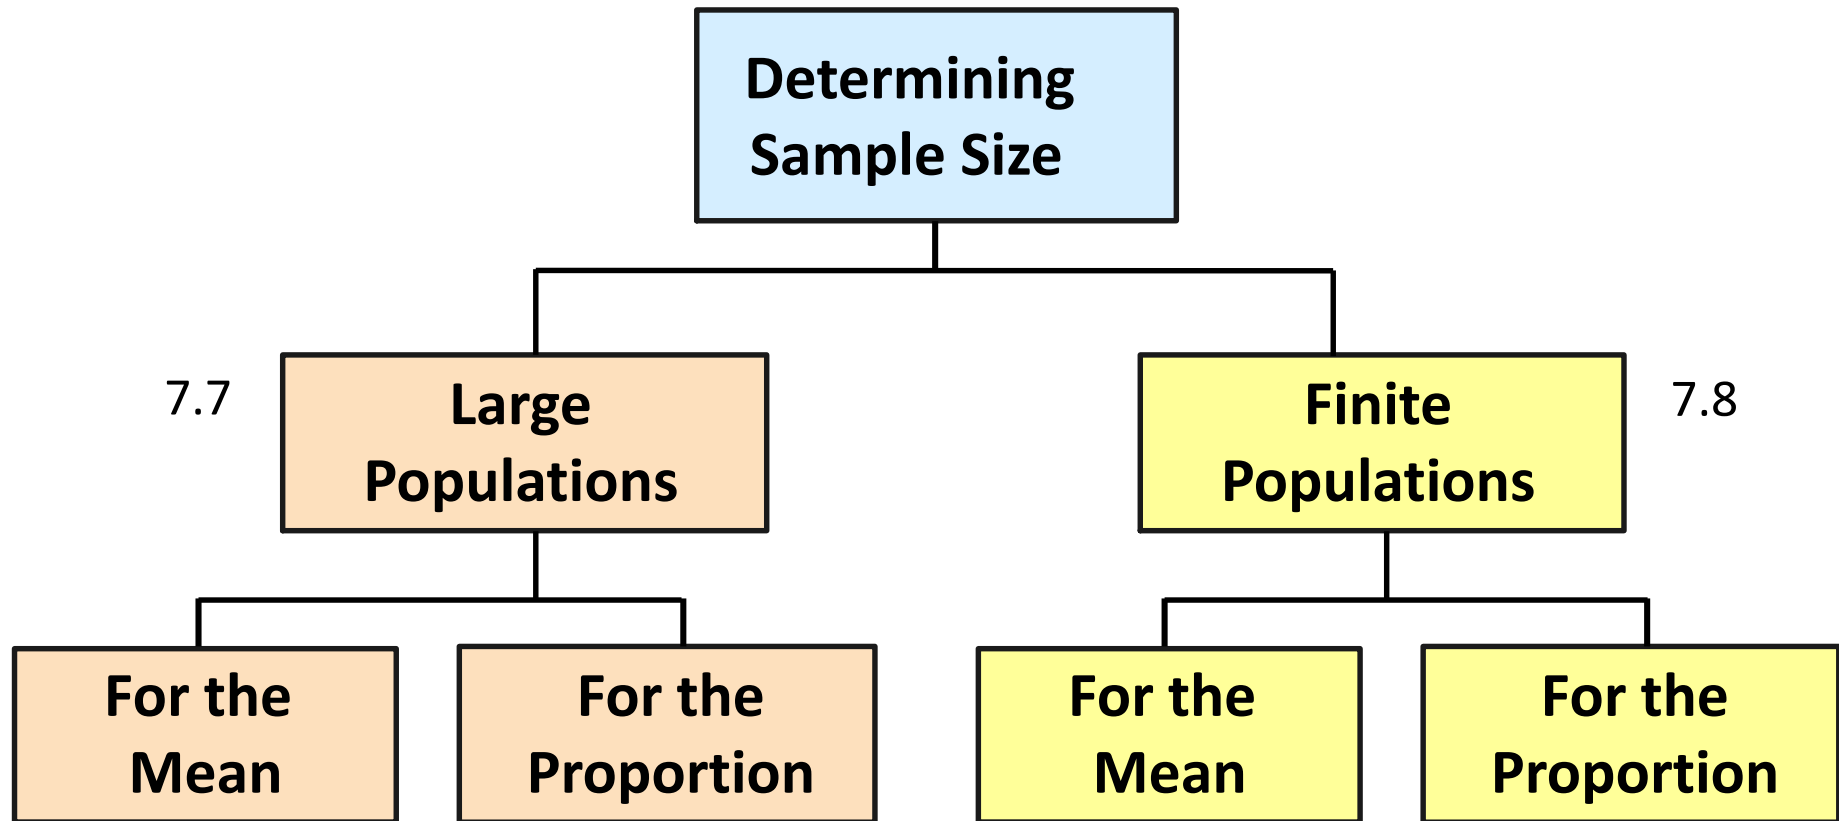 Determining
Sample Size
7.7
Large
Populations
Finite
Populations
7.8
For the
Mean
For the
Proportion
For the
Mean
For the
Proportion